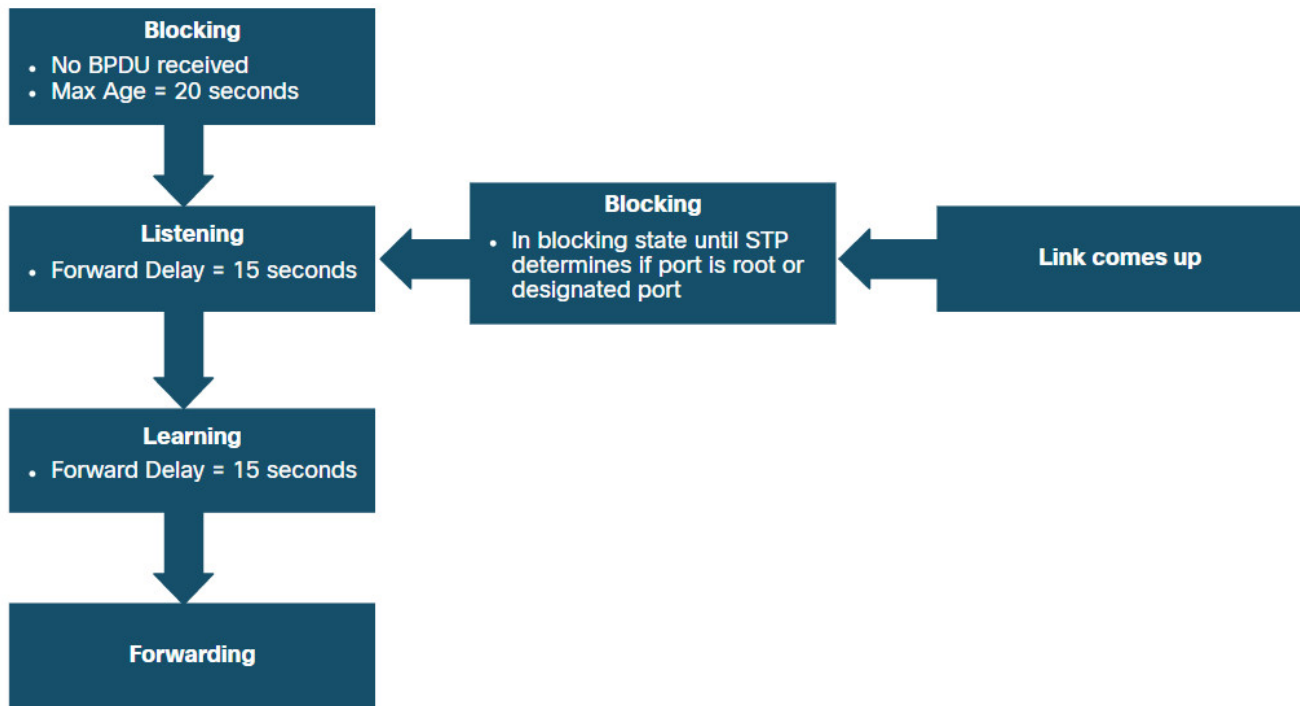 Blocking
• No BPDU received
• Max Age = 20 seconds
Listening
• Forward Delay = 15 seconds
Blocking
• In blocking state until STP
determines if port is root or
designated port
Link comes up
Learning
• Forward Delay = 15 seconds
Forwarding